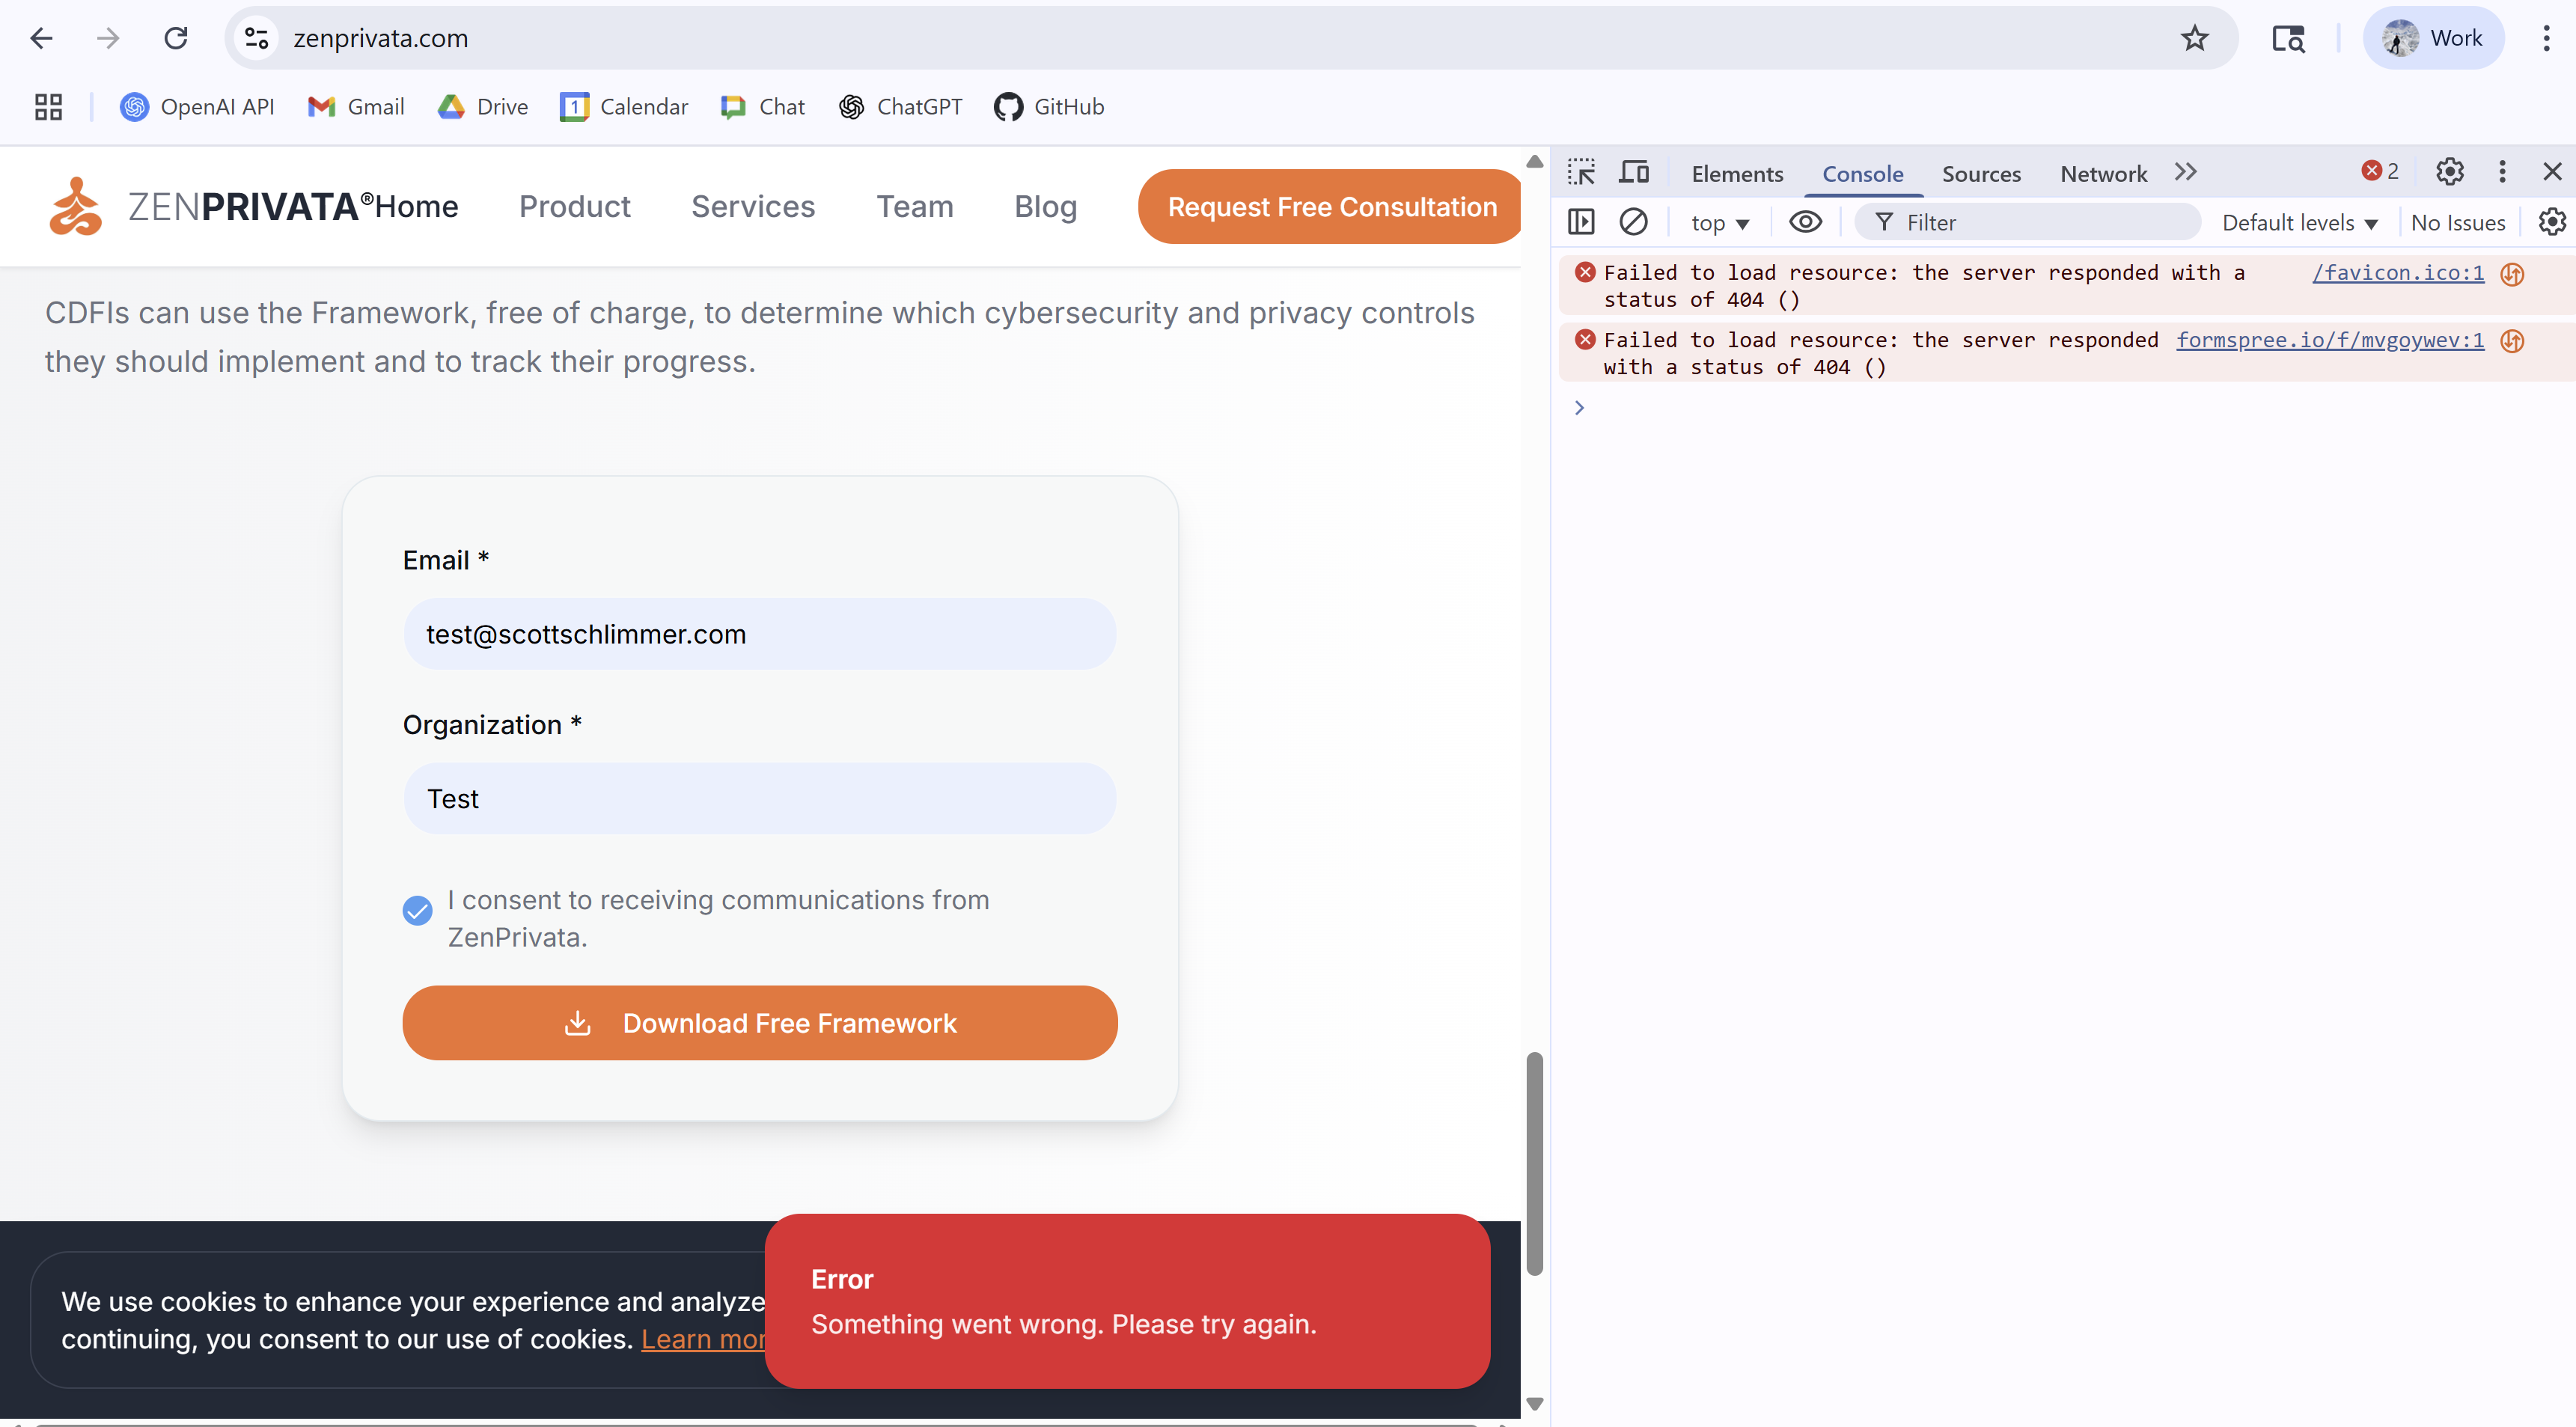 zenprivata.com
Work
OpenAI API
Gmail
Drive
1
Calendar
Chat
ChatGPT
GitHub
ZENPRIVATA®
Home
Product
Services
Team
Blog
Request Free Consultation
CDFIs can use the Framework, free of charge, to determine which cybersecurity and privacy controls
they should implement and to track their progress.
Email *
test@scottschlimmer.com
Organization *
Test
I consent to receiving communications from
ZenPrivata.
Download Free Framework
We use cookies to enhance your experience and analyze
continuing, you consent to our use of cookies. Learn mor
Error
Something went wrong. Please try again.
Elements
Console
Sources
Network
2
top
Filter
Default levels
No Issues
Failed to load resource: the server responded with a /favicon.ico:1
status of 404 ()
Failed to load resource: the server responded formspree.io/f/mvgoywev:1
with a status of 404 ()